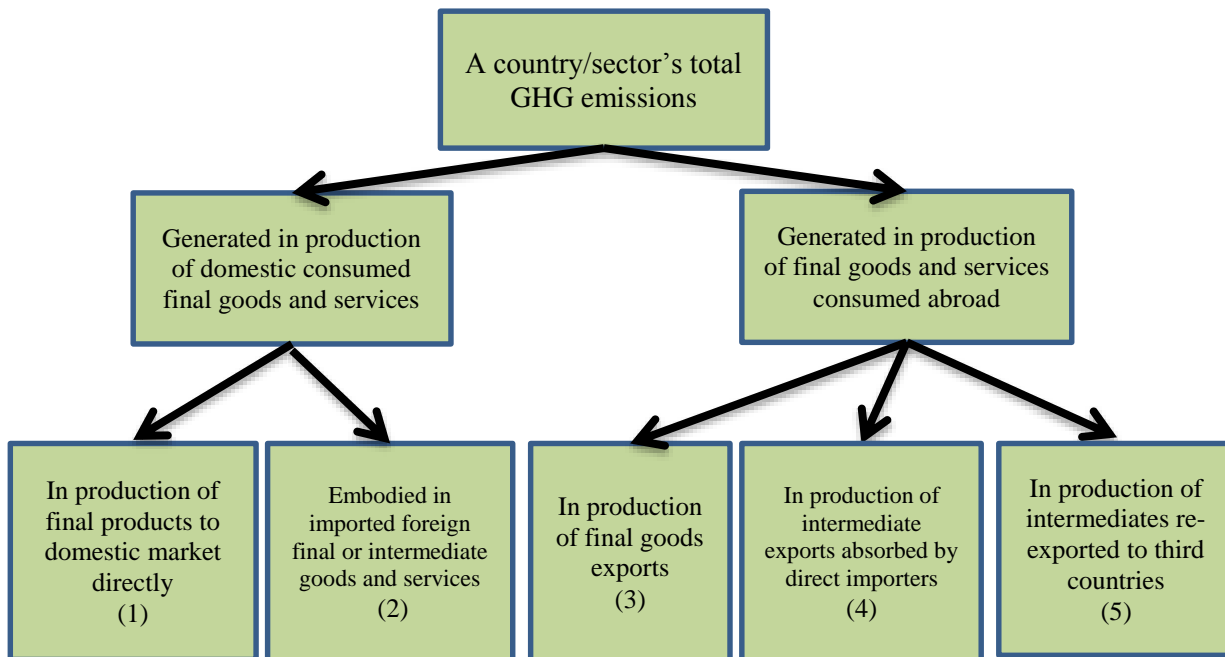 A country/sector’s total
GHG emissions
Generated in production
of domestic consumed
final goods and services
Generated in production
of final goods and services
consumed abroad
In production of
final products to
domestic market
directly
(1)
Embodied in
imported foreign
final or intermediate
goods and services
(2)
In production
of final goods
exports
(3)
In production of
intermediate
exports absorbed by
direct importers
(4)
In production of
intermediates re-
exported to third
countries
(5)